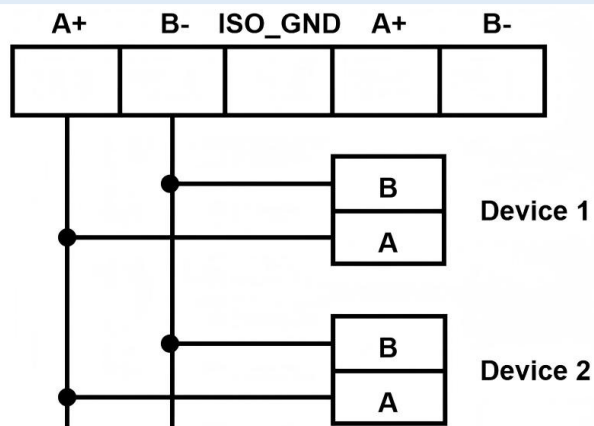 A+ B- ISO_GND A+ B-
B
Device 1
A
B
Device 2
A